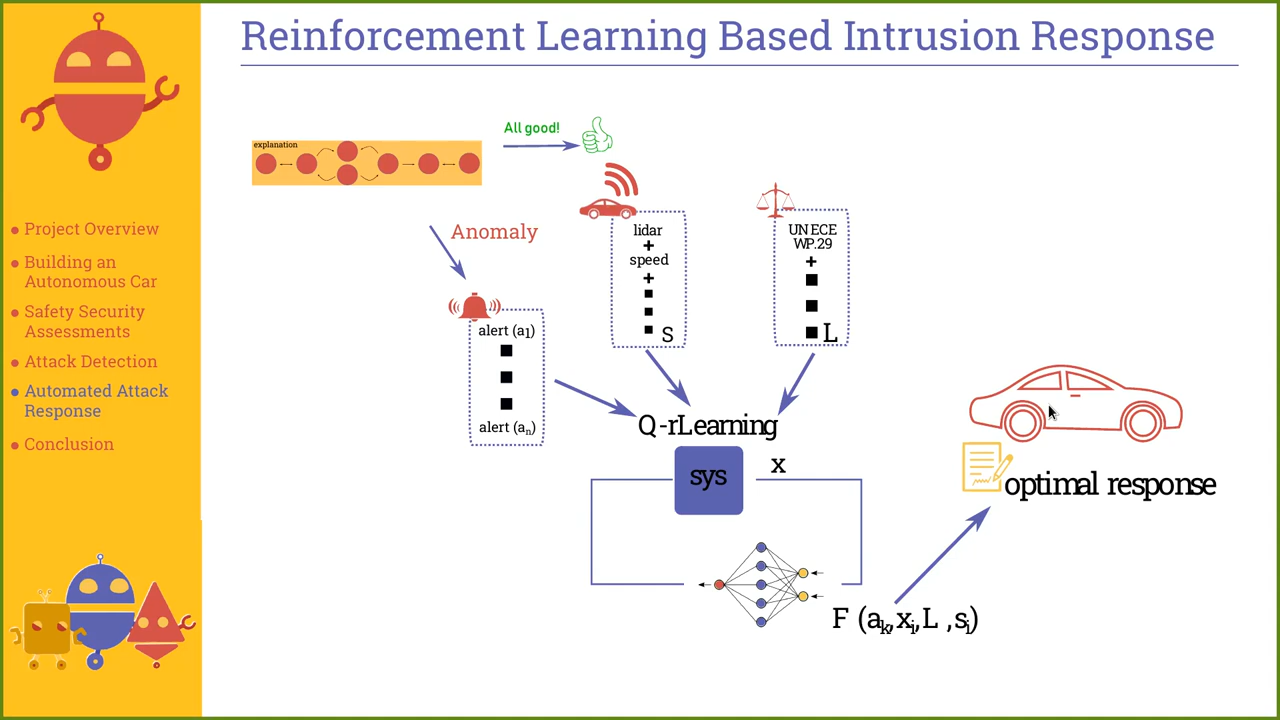 Reinforcement Learning Based Intrusion Response
Project Overview
Building an
Autonomous Car
Safety Security
Assessments
Attack Detection
Automated Attack
Response
Conclusion
explanation
All good!
Anomaly
alert (a1)
alert (an)
lidar
+
speed
+
S
UNECE
WP.29
+
L
Q-rLearning
sys
x
F (ak,xi,L ,si)
optimal response